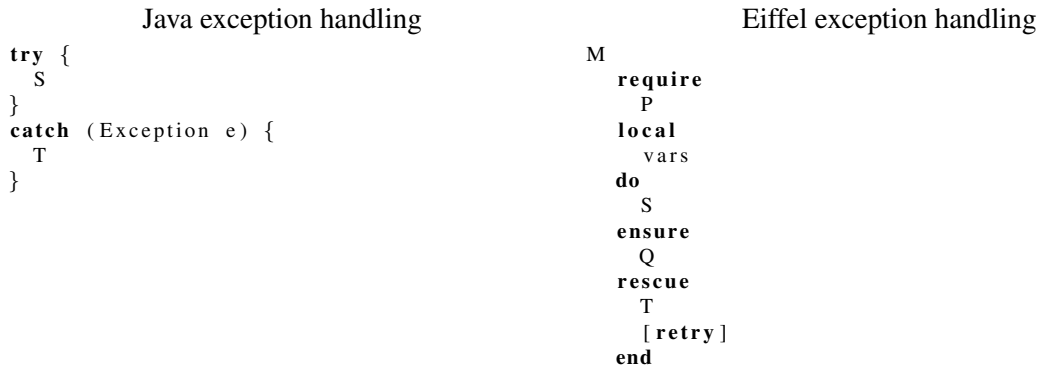 Java exception handling
try {
  S
}
catch (Exception e) {
  T
}
Eiffel exception handling
M
  require
    P
  local
    vars
  do
    S
  ensure
    Q
  rescue
    T
    [retry]
  end